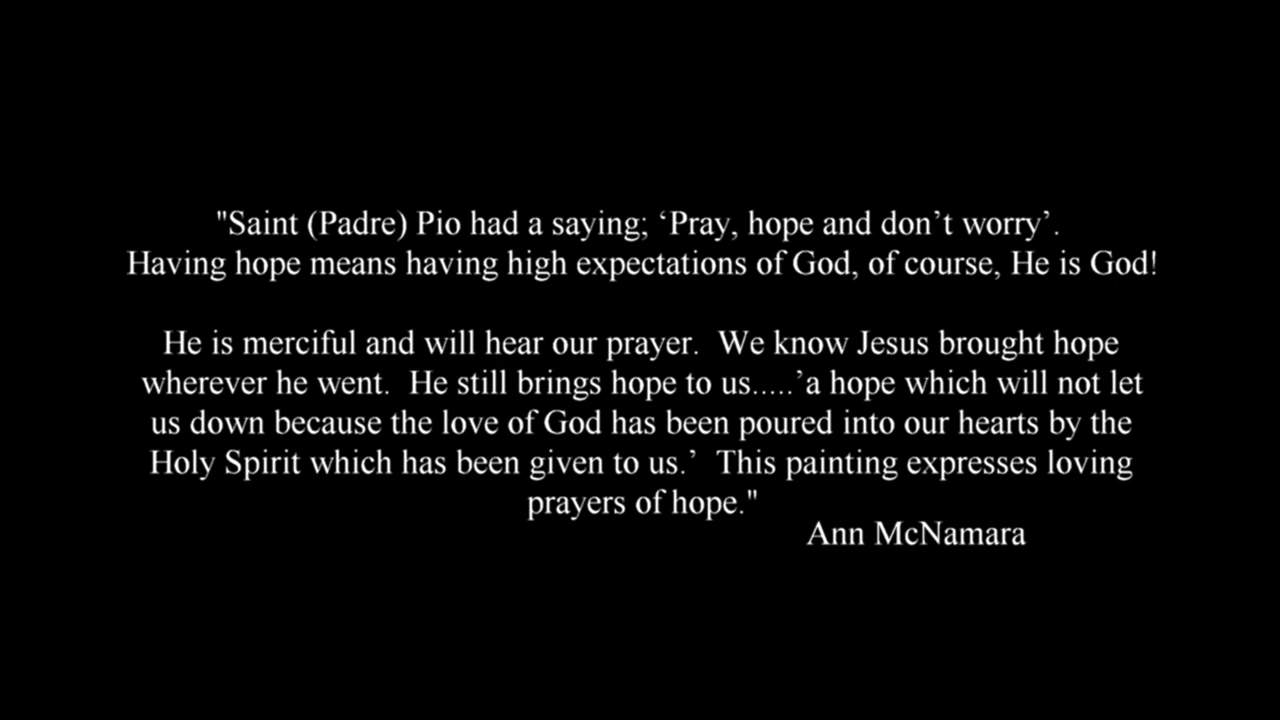 "Saint (Padre) Pio had a saying; ‘Pray, hope and don’t worry’.
Having hope means having high expectations of God, of course, He is God!
He is merciful and will hear our prayer.  We know Jesus brought hope
wherever he went.  He still brings hope to us.....’a hope which will not let
us down because the love of God has been poured into our hearts by the
Holy Spirit which has been given to us.’  This painting expresses loving
prayers of hope."
Ann McNamara